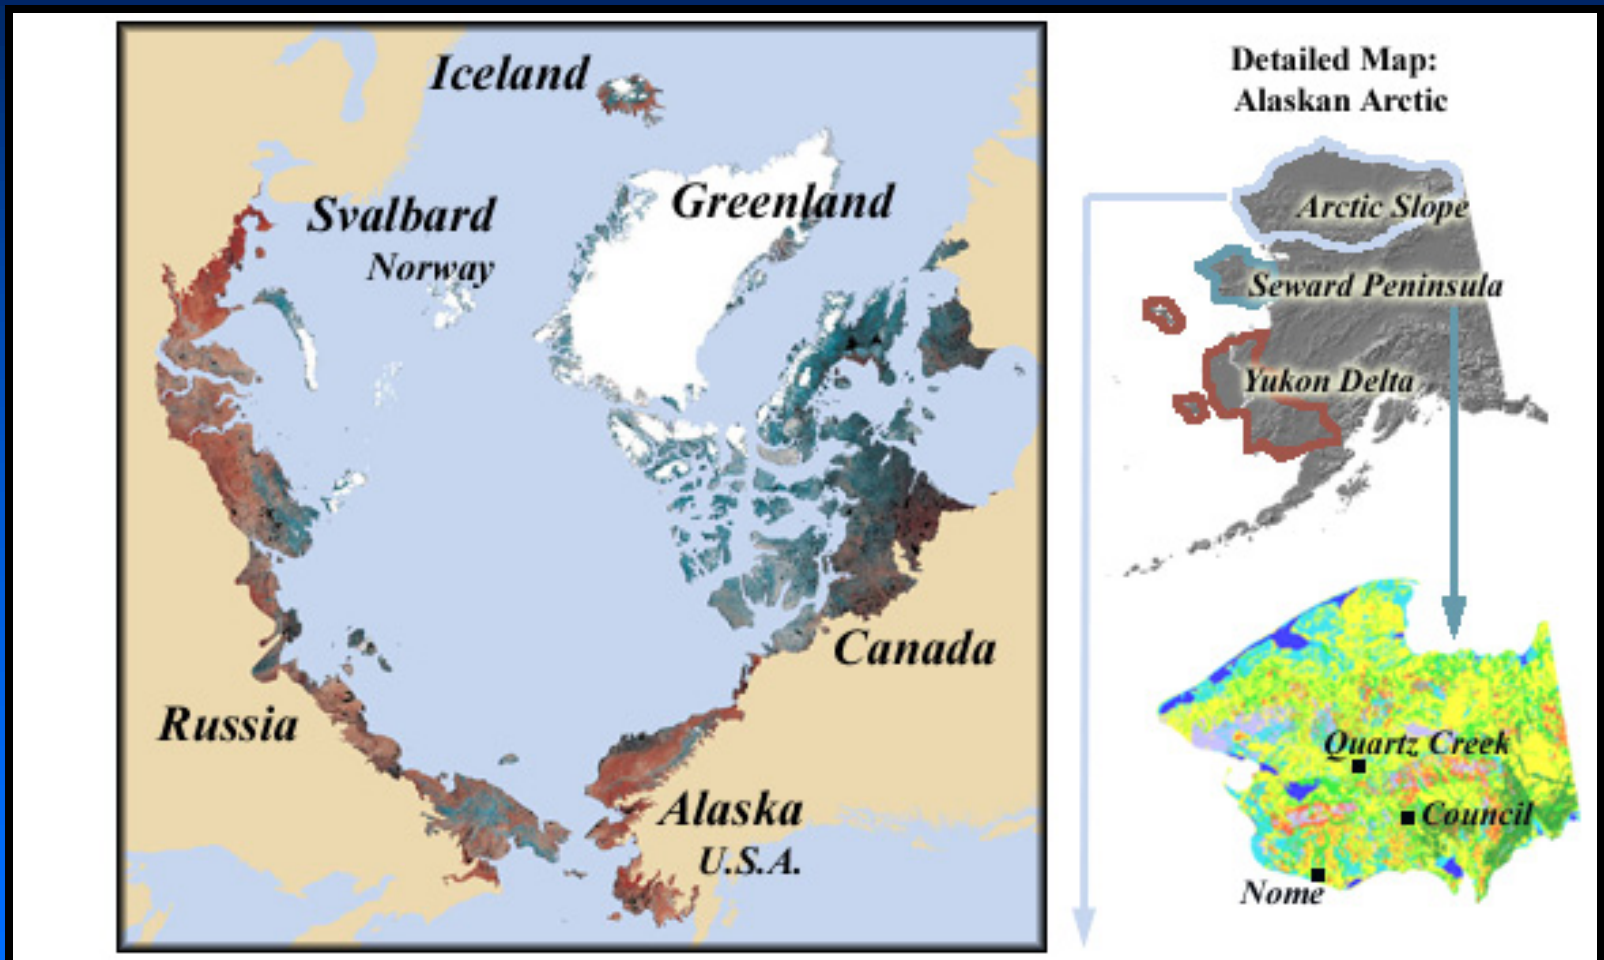 Iceland
Svalbard
Norway
Greenland
Canada
Russia
Alaska
U.S.A.
Detailed Map:
Alaskan Arctic
Arctic Slope
Seward Peninsula
Yukon Delta
Quartz Creek
Council
Nome